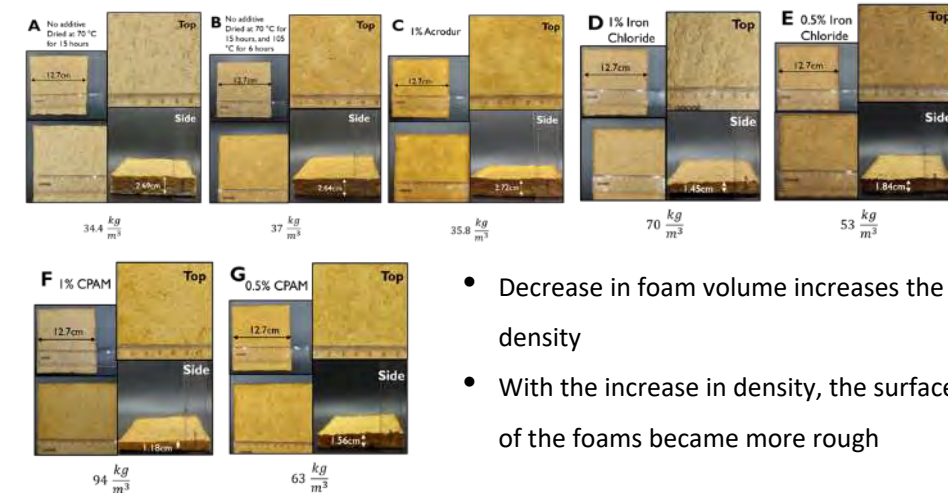 A No additive
Dried at 70 °C
for 15 hours
Top
12.7cm
Side
2.69cm
34.4 kg/m³
B No additive
Dried at 70 °C for
15 hours, and 105
°C for 6 hours
Top
12.7cm
Side
2.64cm
37 kg/m³
C 1% Acrodur
Top
12.7cm
Side
2.72cm
35.8 kg/m³
D 1% Iron
Chloride
Top
12.7cm
Side
1.45cm
70 kg/m³
E 0.5% Iron
Chloride
Top
12.7cm
Side
1.84cm
53 kg/m³
F 1% CPAM
Top
12.7cm
Side
1.18cm
94 kg/m³
G 0.5% CPAM
Top
12.7cm
Side
1.56cm
63 kg/m³
• Decrease in foam volume increases the
density
• With the increase in density, the surface
of the foams became more rough